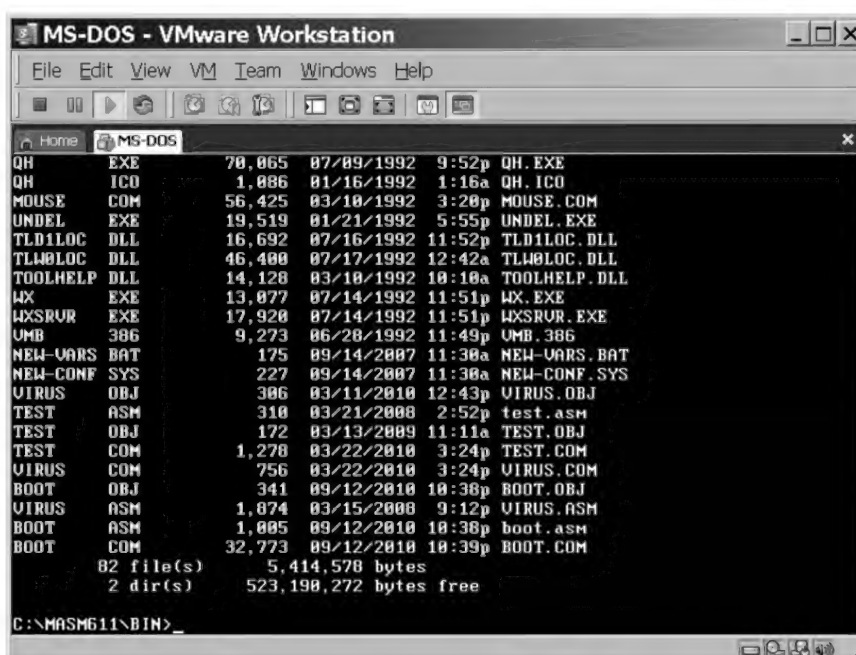 MS-DOS - VMware Workstation
File Edit View VM Team Windows Help
Home MS-DOS
QH EXE 70,065 07/09/1992 9:52p QH.EXE
QH ICO 1,086 01/16/1992 1:16a QH.ICO
MOUSE COM 56,425 03/10/1992 3:20p MOUSE.COM
UNDEL EXE 19,519 01/21/1992 5:55p UNDEL.EXE
TLD1LOC DLL 16,692 07/16/1992 11:52p TLD1LOC.DLL
TLW0LOC DLL 46,400 07/17/1992 12:42a TLW0LOC.DLL
TOOLHELP DLL 14,128 03/10/1992 10:10a TOOLHELP.DLL
WX EXE 13,077 07/14/1992 11:51p WX.EXE
WXSRVR EXE 17,920 07/14/1992 11:51p WXSRVR.EXE
VMB 386 9,273 06/28/1992 11:49p VMB.386
NEW-VARS BAT 175 09/14/2007 11:30a NEW-VARS.BAT
NEW-CONF SYS 227 09/14/2007 11:30a NEW-CONF.SYS
VIRUS OBJ 306 03/11/2010 12:43p VIRUS.OBJ
TEST ASM 310 03/21/2008 2:52p test.asm
TEST OBJ 172 03/13/2009 11:11a TEST.OBJ
TEST COM 1,278 03/22/2010 3:24p TEST.COM
VIRUS COM 756 03/22/2010 3:24p VIRUS.COM
BOOT OBJ 341 09/12/2010 10:38p BOOT.OBJ
VIRUS ASM 1,874 03/15/2008 9:12p VIRUS.ASM
BOOT ASM 1,005 09/12/2010 10:38p boot.asm
BOOT COM 32,773 09/12/2010 10:39p BOOT.COM
82 file(s) 5,414,578 bytes
2 dir(s) 523,190,272 bytes free
C:\MASM611\BIN>_